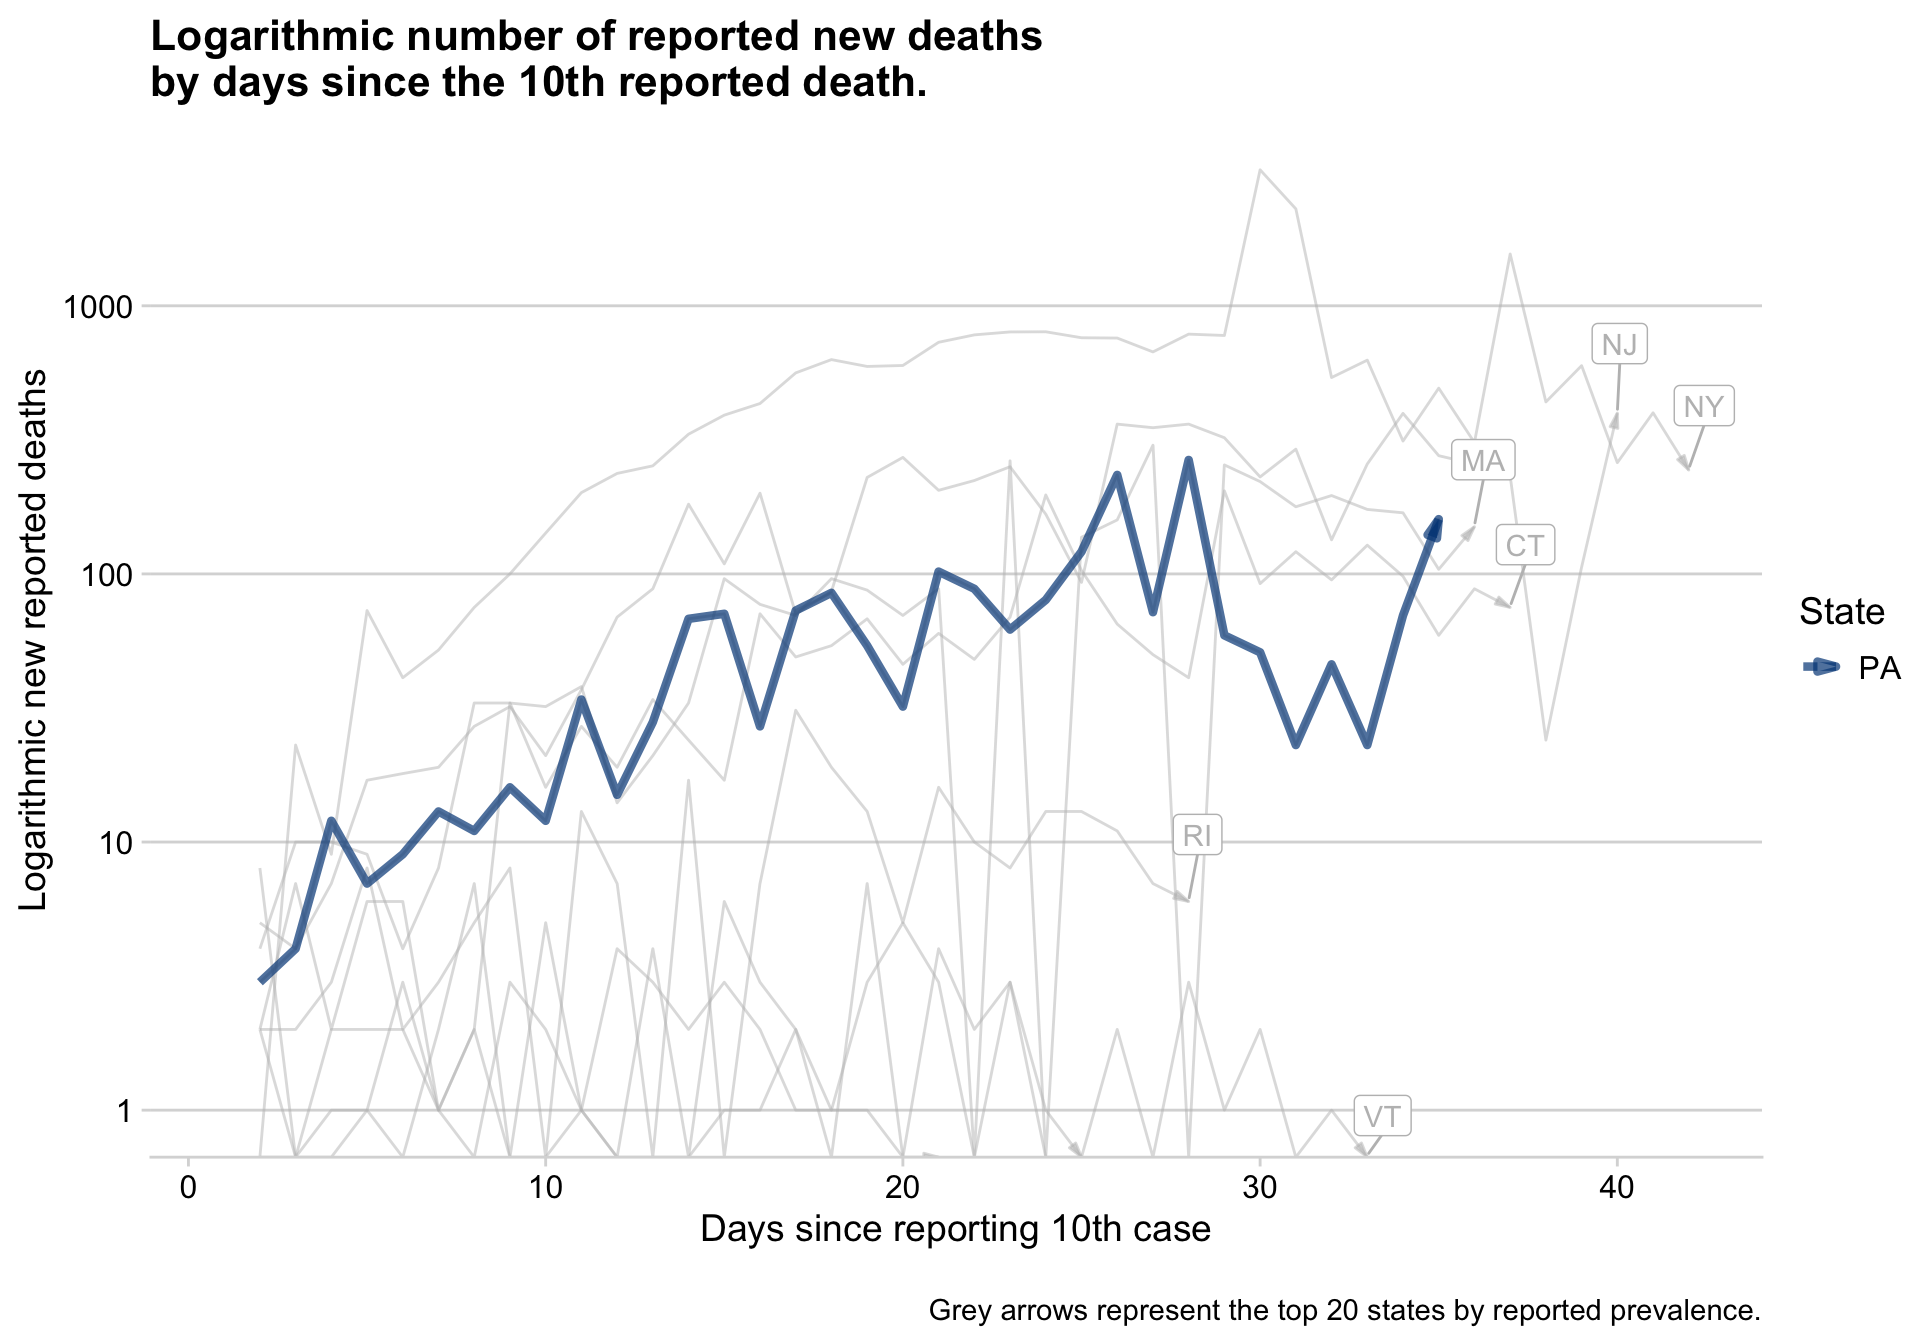 Logarithmic number of reported new deaths
by days since the 10th reported death.
Logarithmic new reported deaths
1000
100
10
1
NJ
NY
MA
CT
RI
VT
State
PA
0 10 20 30 40
Days since reporting 10th case
Grey arrows represent the top 20 states by reported prevalence.